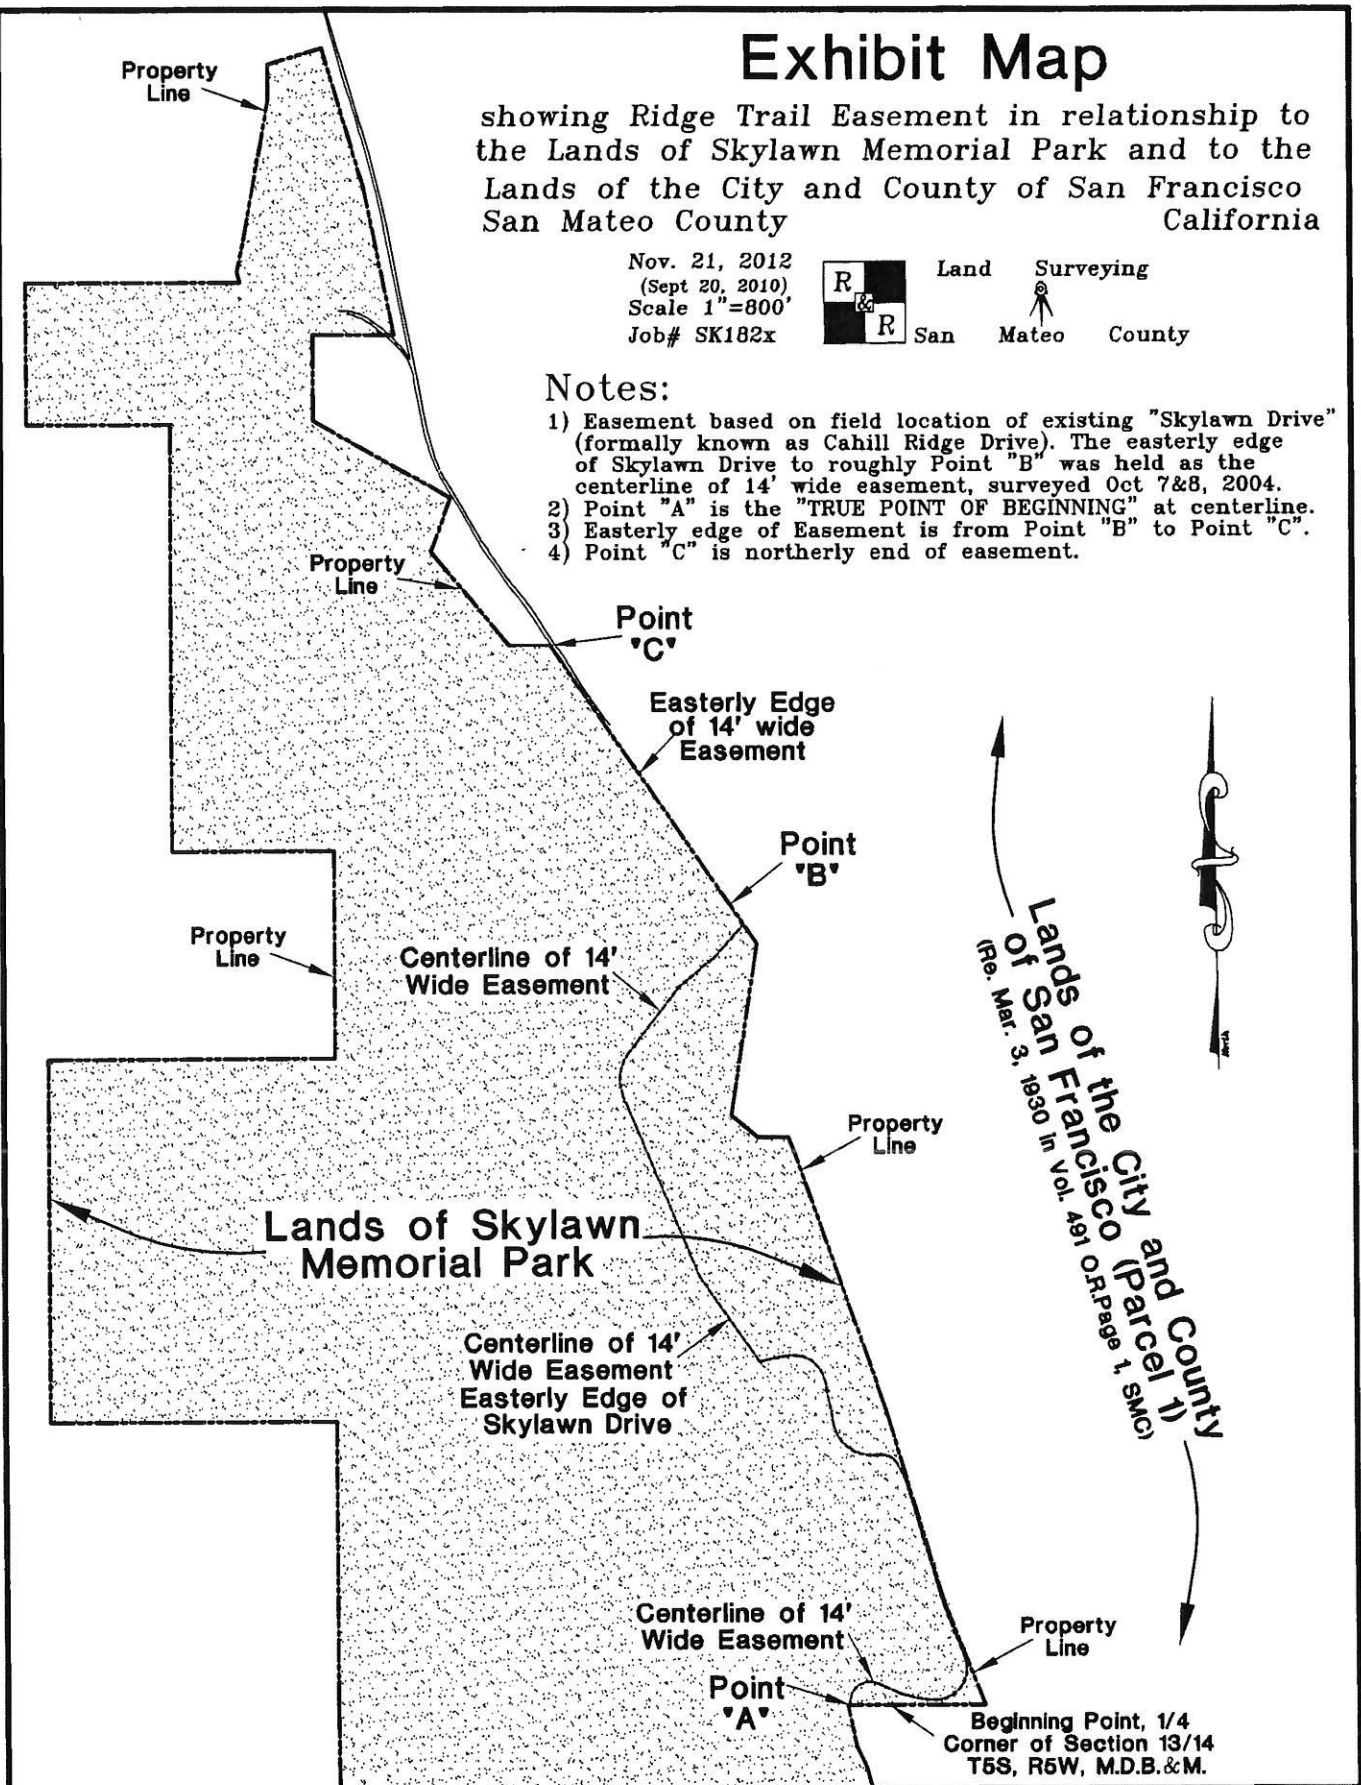 Exhibit Map
showing Ridge Trail Easement in relationship to
the Lands of Skylawn Memorial Park and to the
Lands of the City and County of San Francisco
San Mateo County California
Nov. 21, 2012
(Sept 20, 2010)
Scale 1"=800'
Job# SK182x
R
&
R
Land Surveying
San Mateo County
Notes:
1) Easement based on field location of existing "Skylawn Drive"
(formally known as Cahill Ridge Drive). The easterly edge
of Skylawn Drive to roughly Point "B" was held as the
centerline of 14' wide easement, surveyed Oct 7&8, 2004.
2) Point "A" is the "TRUE POINT OF BEGINNING" at centerline.
3) Easterly edge of Easement is from Point "B" to Point "C".
4) Point "C" is northerly end of easement.
Property
Line
Property
Line
Point
"C"
Easterly Edge
of 14' wide
Easement
Point
"B"
Property
Line
Centerline of 14'
Wide Easement
North
Lands of the City and County
of San Francisco (Parcel 1)
(Re. Mar. 3, 1930 in Vol. 491 O.R.Page 1, SMC)
Property
Line
Lands of Skylawn
Memorial Park
Centerline of 14'
Wide Easement
Easterly Edge of
Skylawn Drive
Centerline of 14'
Wide Easement
Property
Line
Point
"A"
Beginning Point, 1/4
Corner of Section 13/14
T5S, R5W, M.D.B.&M.